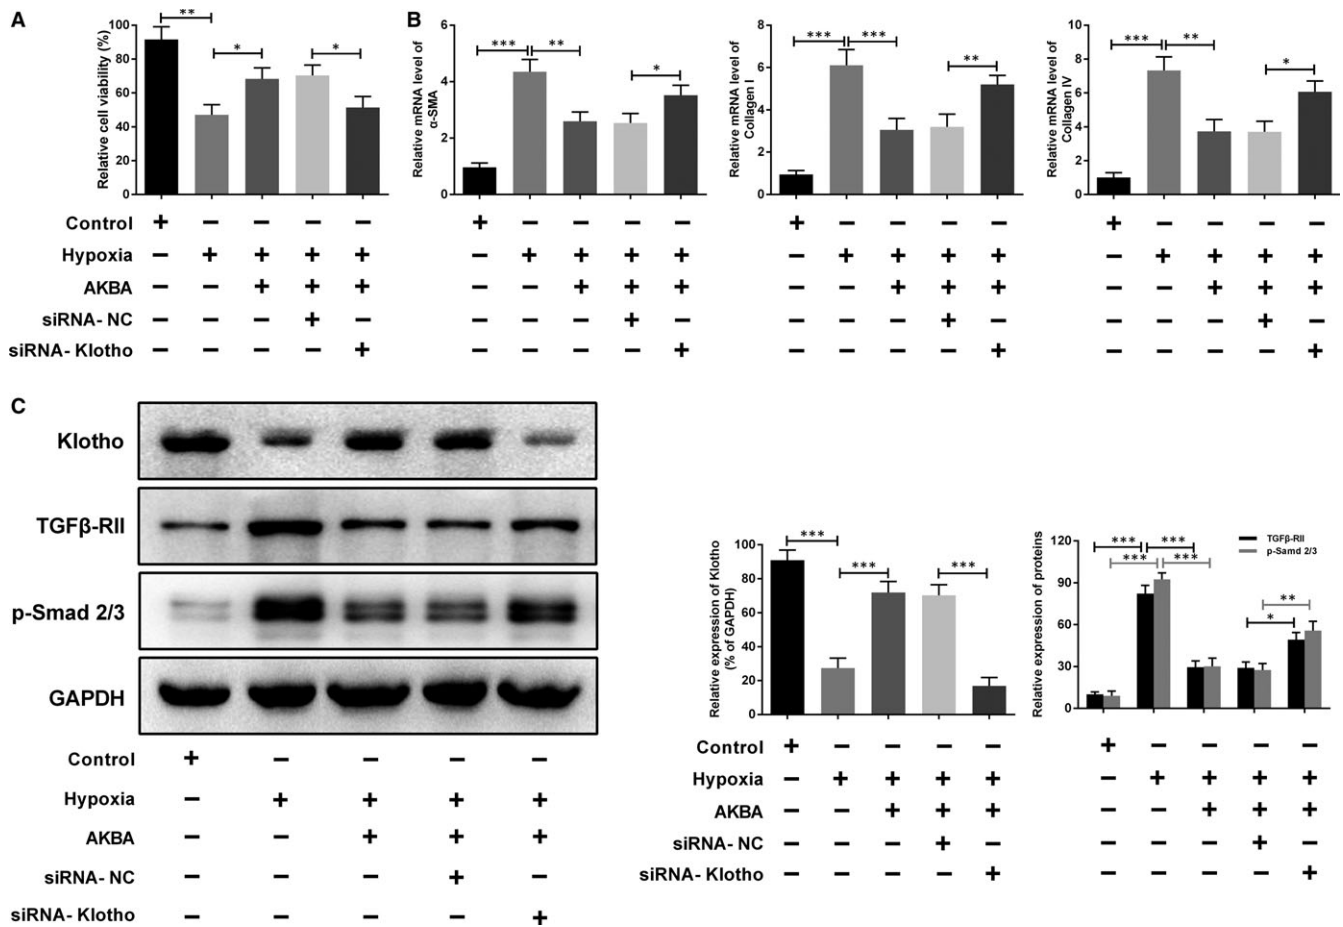 A
Relative cell viability (%)
100
80
60
40
20
0
**
*
*
B
Relative mRNA level of
α-SMA
6
4
2
0
***
**
*
Relative mRNA level of
Collagen I
8
6
4
2
0
***
***
**
Relative mRNA level of
Collagen IV
10
8
6
4
2
0
***
**
*
Control + − − − − + − − − − + − − − − + − − − −
Hypoxia − + + + + − + + + + − + + + + − + + + +
AKBA − − + + + − − + + + − − + + + − − + + +
siRNA- NC − − − + − − − − + − − − − + − − − − + −
siRNA- Klotho − − − − + − − − − + − − − − + − − − − +
C
Klotho
TGFβ-RII
p-Smad 2/3
GAPDH
Control + − − − −
Hypoxia − + + + +
AKBA − − + + +
siRNA- NC − − − + −
siRNA- Klotho − − − − +
Relative expression of Klotho
(% of GAPDH)
100
80
60
40
20
0
***
***
***
Relative expression of proteins
120
90
60
30
0
TGFβ-RII
p-Samd 2/3
***
***
***
***
**
*
Control + − − − − + − − − −
Hypoxia − + + + + − + + + +
AKBA − − + + + − − + + +
siRNA- NC − − − + − − − − + −
siRNA- Klotho − − − − + − − − − +